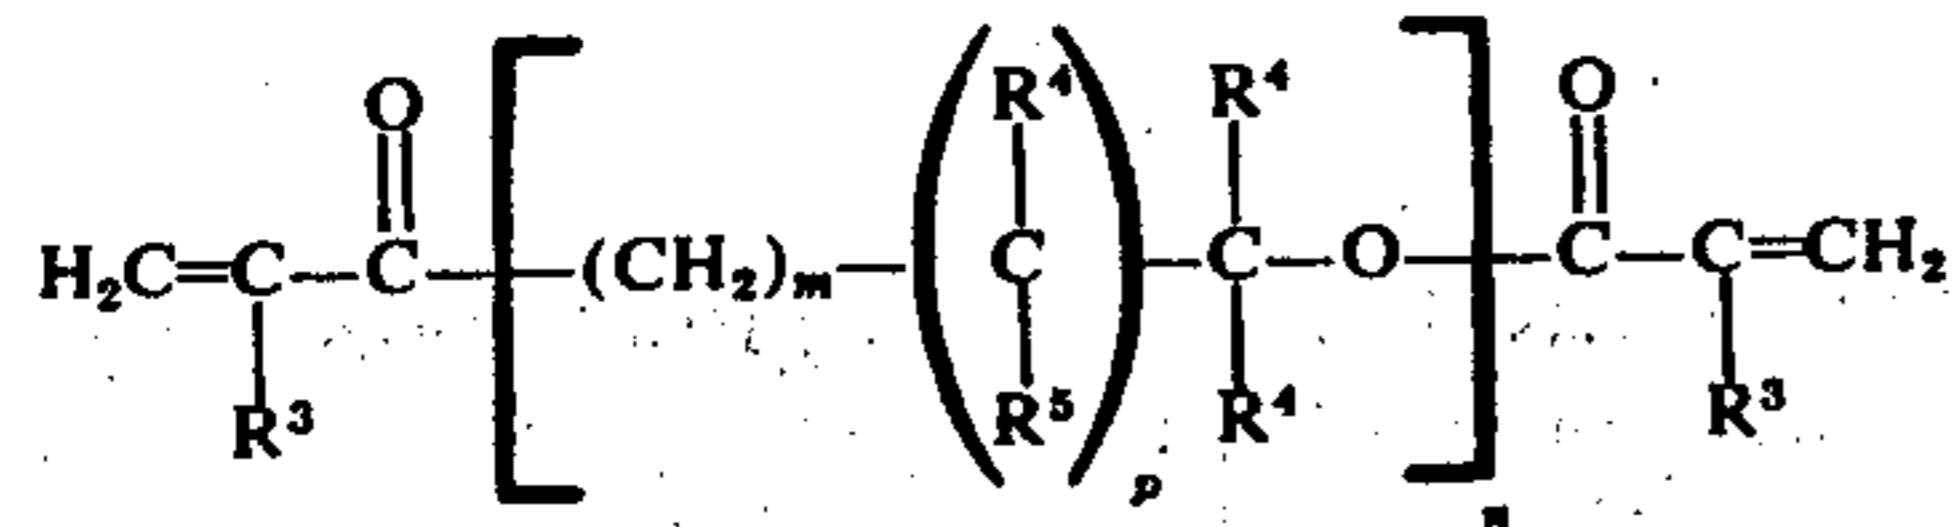 O R⁴ R⁴ O
H₂C=C—C—(CH₂)ₘ—(C)—C—O—C—C=CH₂
R³ R⁵ R⁴ R³
p
n